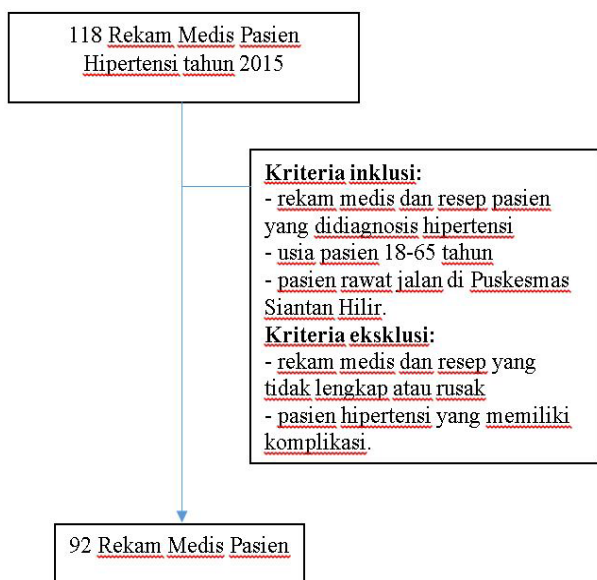 118 Rekam Medis Pasien
Hipertensi tahun 2015
Kriteria inklusi:
- rekam medis dan resep pasien
yang didiagnosis hipertensi
- usia pasien 18-65 tahun
- pasien rawat jalan di Puskesmas
Siantan Hilir.
Kriteria eksklusi:
- rekam medis dan resep yang
tidak lengkap atau rusak
- pasien hipertensi yang memiliki
komplikasi.
92 Rekam Medis Pasien